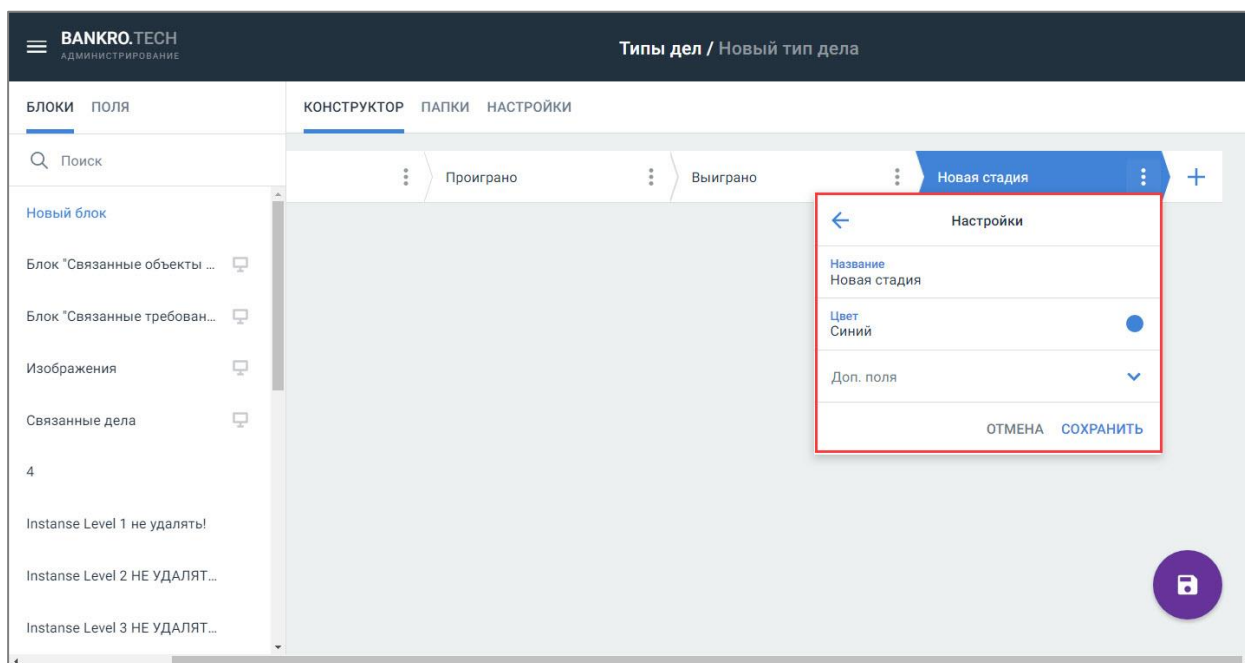 BANKRO.TECH
АДМИНИСТРИРОВАНИЕ
Типы дел / Новый тип дела
БЛОКИ ПОЛЯ
КОНСТРУКТОР ПАПКИ НАСТРОЙКИ
Поиск
Проиграно
Выиграно
Новая стадия
Новый блок
Блок "Связанные объекты ...
Блок "Связанные требован...
Изображения
Связанные дела
4
Instanse Level 1 не удалять!
Instanse Level 2 НЕ УДАЛЯТ...
Instanse Level 3 НЕ УДАЛЯТ...
Настройки
Название
Новая стадия
Цвет
Синий
Доп. поля
ОТМЕНА СОХРАНИТЬ